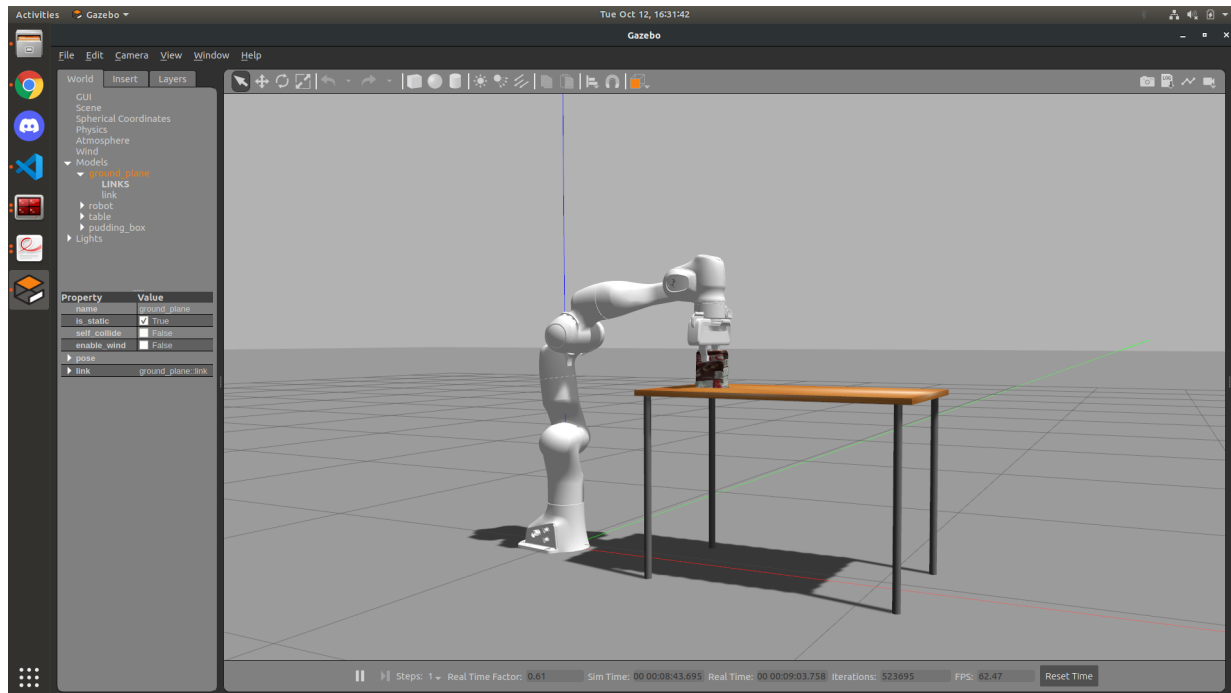 Activities Gazebo Tue Oct 12, 16:31:42
Gazebo
File Edit Camera View Window Help
World Insert Layers
GUI
Scene
Spherical Coordinates
Physics
Atmosphere
Wind
Models
ground_plane
LINKS
link
robot
table
pudding_box
Lights
Property Value
name ground_plane
is_static True
self_collide False
enable_wind False
pose
link ground_plane::link
Steps: 1 Real Time Factor: 0.61 Sim Time: 00 00:08:43.695 Real Time: 00 00:09:03.758 Iterations: 523695 FPS: 62.47 Reset Time